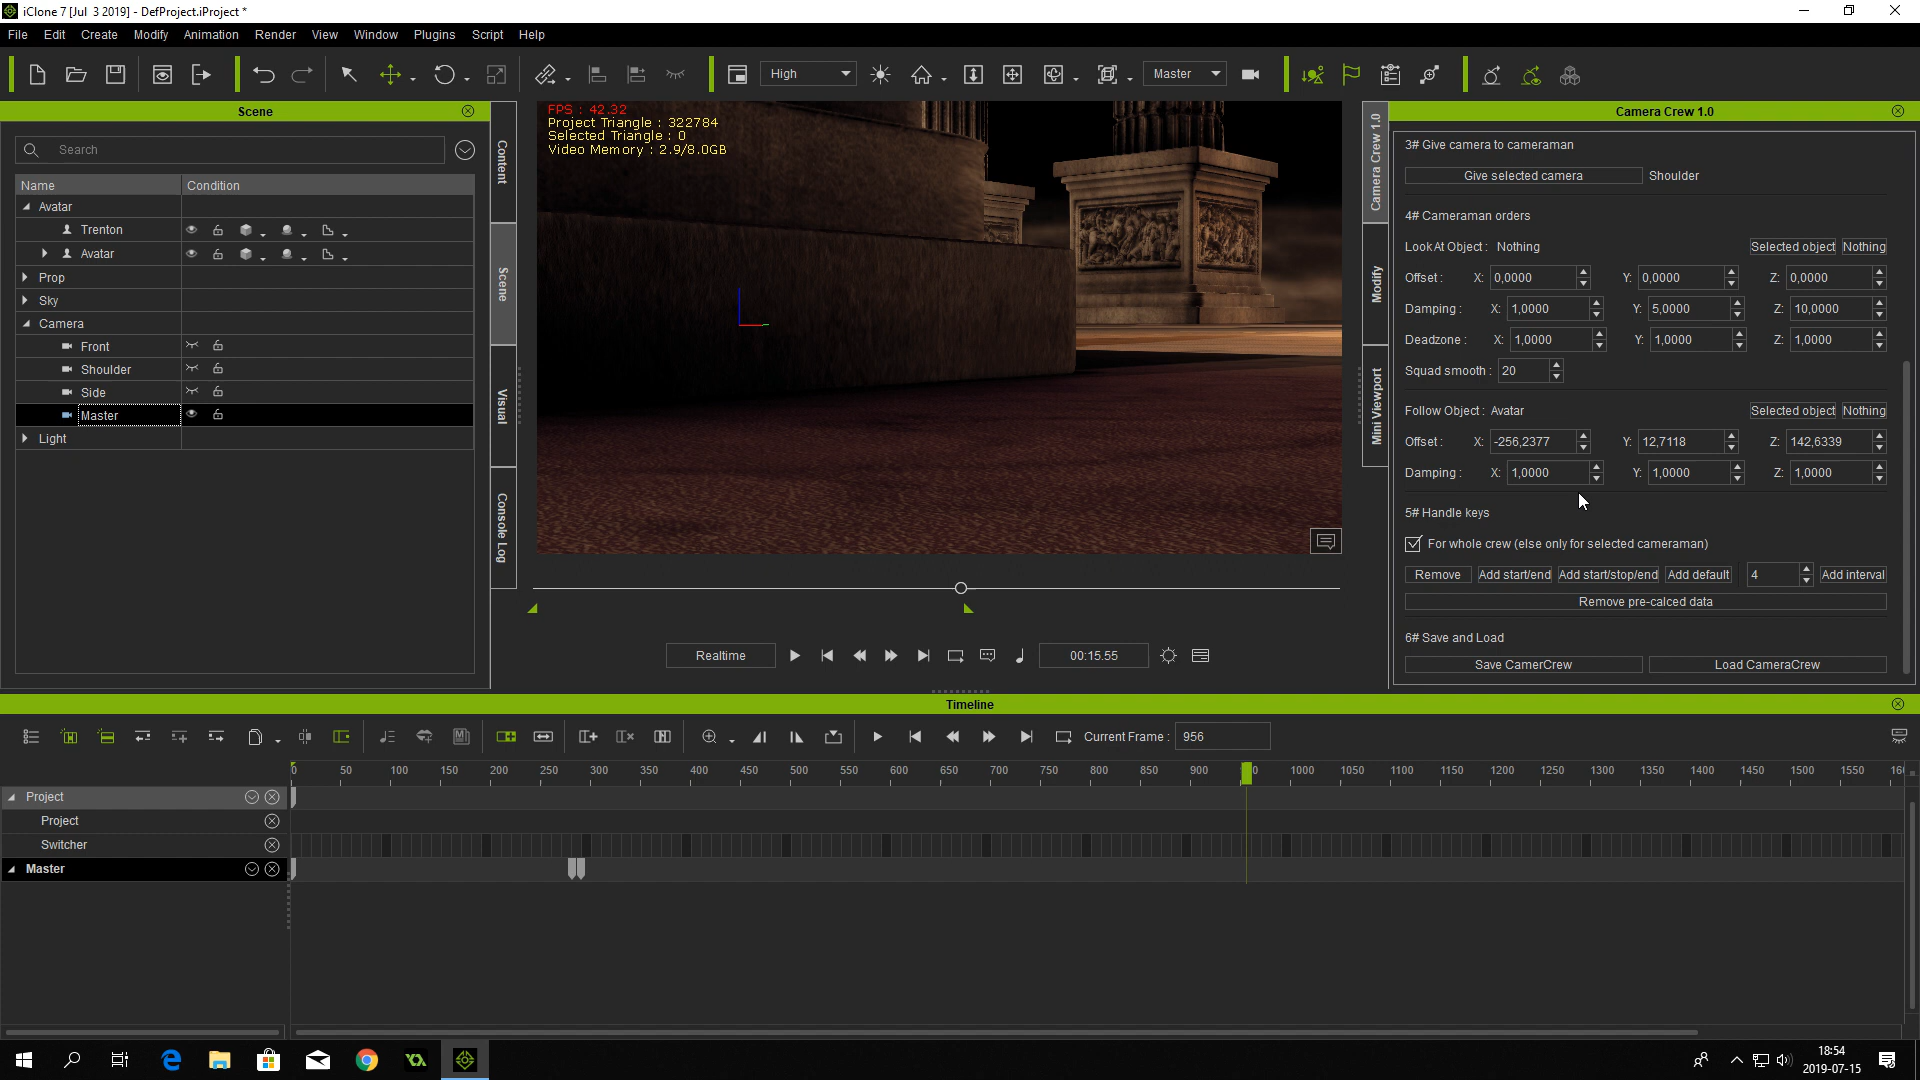 iClone 7 [Jul  3 2019] - DefProject.iProject *
File Edit Create Modify Animation Render View Window Plugins Script Help
High Master
Scene
Search
Name Condition
Avatar
Trenton
Avatar
Prop
Sky
Camera
Front
Shoulder
Side
Master
Light
Content
Scene
Visual
Console Log
FPS : 42.32
Project Triangle : 322784
Selected Triangle : 0
Video Memory : 2.9/8.0GB
Realtime 00:15.55
Camera Crew 1.0
Modify
Mini Viewport
Camera Crew 1.0
3# Give camera to cameraman
Give selected camera Shoulder
4# Cameraman orders
Look At Object : Nothing Selected object Nothing
Offset : X: 0,0000 Y: 0,0000 Z: 0,0000
Damping : X: 1,0000 Y: 5,0000 Z: 10,0000
Deadzone : X: 1,0000 Y: 1,0000 Z: 1,0000
Squad smooth : 20
Follow Object : Avatar Selected object Nothing
Offset : X: -256,2377 Y: 12,7118 Z: 142,6339
Damping : X: 1,0000 Y: 1,0000 Z: 1,0000
5# Handle keys
For whole crew (else only for selected cameraman)
Remove Add start/end Add start/stop/end Add default 4 Add interval
Remove pre-calced data
6# Save and Load
Save CamerCrew Load CameraCrew
Timeline
Current Frame : 956
0 50 100 150 200 250 300 350 400 450 500 550 600 650 700 750 800 850 900 1000 1050 1100 1150 1200 1250 1300 1350 1400 1450 1500 1550
Project
Project
Switcher
Master
18:54
2019-07-15